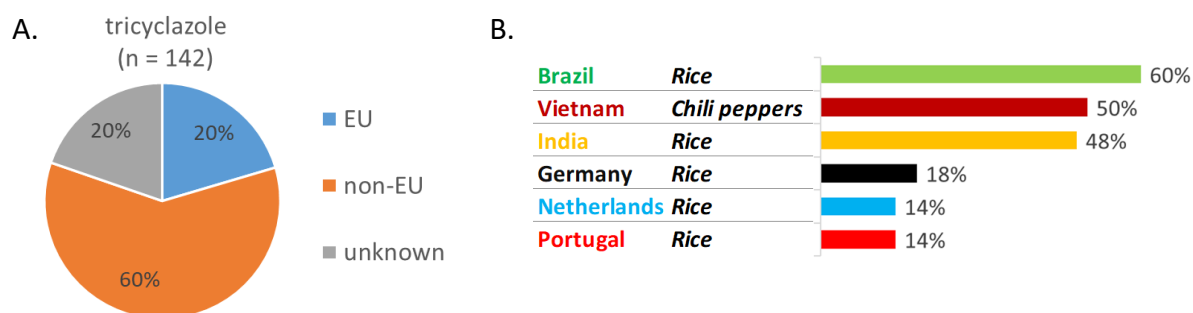 A.
tricyclazole
(n = 142)
20%
20%
60%
EU
non-EU
unknown
B.
Brazil Rice 60%
Vietnam Chili peppers 50%
India Rice 48%
Germany Rice 18%
Netherlands Rice 14%
Portugal Rice 14%